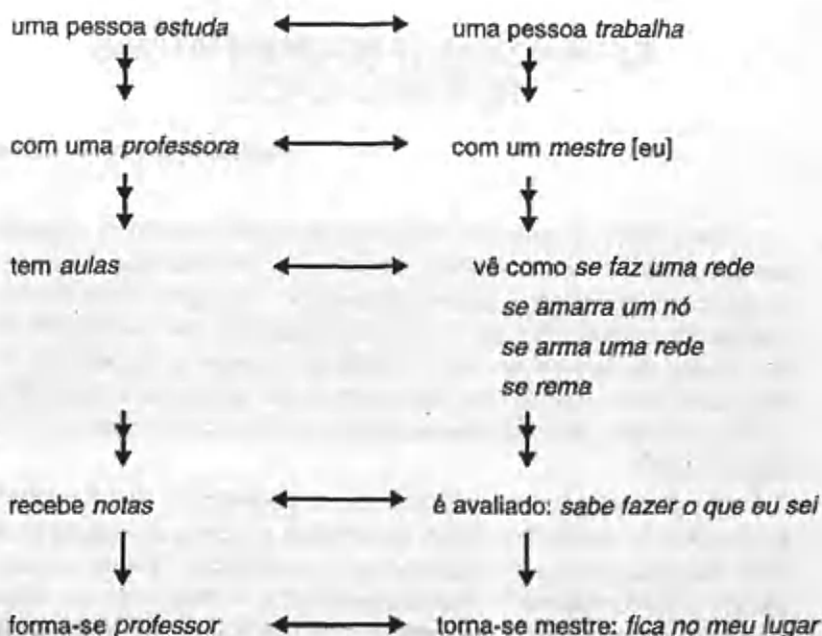 uma pessoa estuda
uma pessoa trabalha
com uma professora
com um mestre [eu]
tem aulas
vê como se faz uma rede
se amarra um nó
se arma uma rede
se rema
recebe notas
é avaliado: sabe fazer o que eu sei
forma-se professor
torna-se mestre: fica no meu lugar